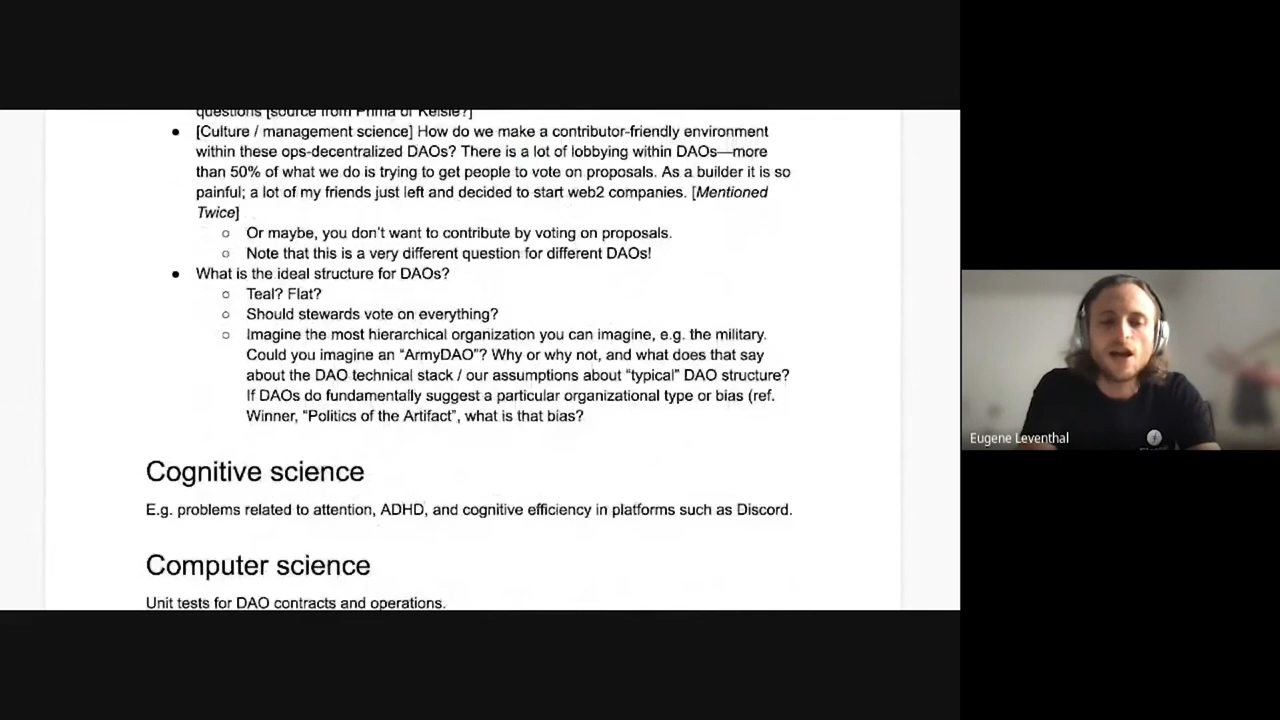 questions [source from Prima or Kelsie?]
[Culture / management science] How do we make a contributor-friendly environment
within these ops-decentralized DAOs? There is a lot of lobbying within DAOs—more
than 50% of what we do is trying to get people to vote on proposals. As a builder it is so
painful; a lot of my friends just left and decided to start web2 companies. [Mentioned
Twice]
Or maybe, you don't want to contribute by voting on proposals.
Note that this is a very different question for different DAOs!
What is the ideal structure for DAOs?
Teal? Flat?
Should stewards vote on everything?
Imagine the most hierarchical organization you can imagine, e.g. the military.
Could you imagine an “ArmyDAO”? Why or why not, and what does that say
about the DAO technical stack / our assumptions about “typical” DAO structure?
If DAOs do fundamentally suggest a particular organizational type or bias (ref.
Winner, “Politics of the Artifact”, what is that bias?
Cognitive science
E.g. problems related to attention, ADHD, and cognitive efficiency in platforms such as Discord.
Computer science
Unit tests for DAO contracts and operations.
Eugene Leventhal